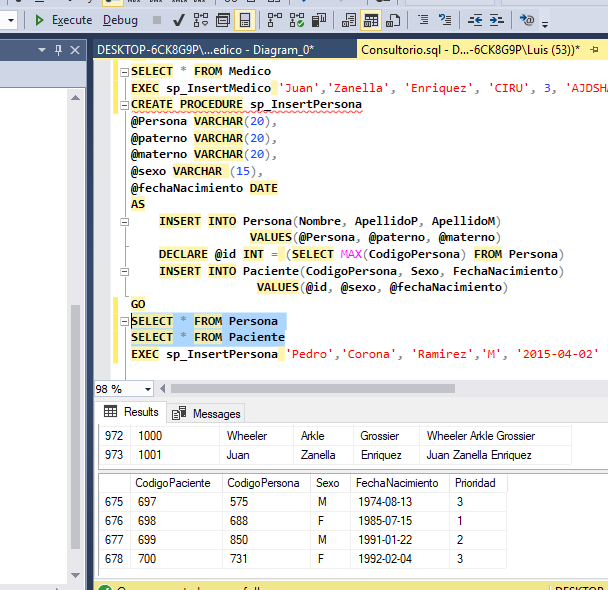 Execute Debug
DESKTOP-6CK8G9P\...edico - Diagram_0* Consultorio.sql - D...-6CK8G9P\Luis (53))*
SELECT * FROM Medico
EXEC sp_InsertMedico 'Juan','Zanella', 'Enriquez', 'CIRU', 3, 'AJDSHA
CREATE PROCEDURE sp_InsertPersona
@Persona VARCHAR(20),
@paterno VARCHAR(20),
@materno VARCHAR(20),
@sexo VARCHAR (15),
@fechaNacimiento DATE
AS
INSERT INTO Persona(Nombre, ApellidoP, ApellidoM)
VALUES(@Persona, @paterno, @materno)
DECLARE @id INT = (SELECT MAX(CodigoPersona) FROM Persona)
INSERT INTO Paciente(CodigoPersona, Sexo, FechaNacimiento)
VALUES(@id, @sexo, @fechaNacimiento)
GO
SELECT * FROM Persona
SELECT * FROM Paciente
EXEC sp_InsertPersona 'Pedro','Corona', 'Ramirez','M', '2015-04-02'
98 %
Results Messages
972 1000 Wheeler Arkle Grossier Wheeler Arkle Grossier
973 1001 Juan Zanella Enriquez Juan Zanella Enriquez
CodigoPaciente CodigoPersona Sexo FechaNacimiento Prioridad
675 697 575 M 1974-08-13 3
676 698 688 F 1985-07-15 1
677 699 850 M 1991-01-22 2
678 700 731 F 1992-02-04 3